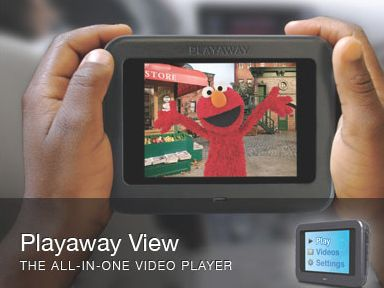 PLAYAWAY
STORE
Playaway View
THE ALL-IN-ONE VIDEO PLAYER
Play
Videos
Settings